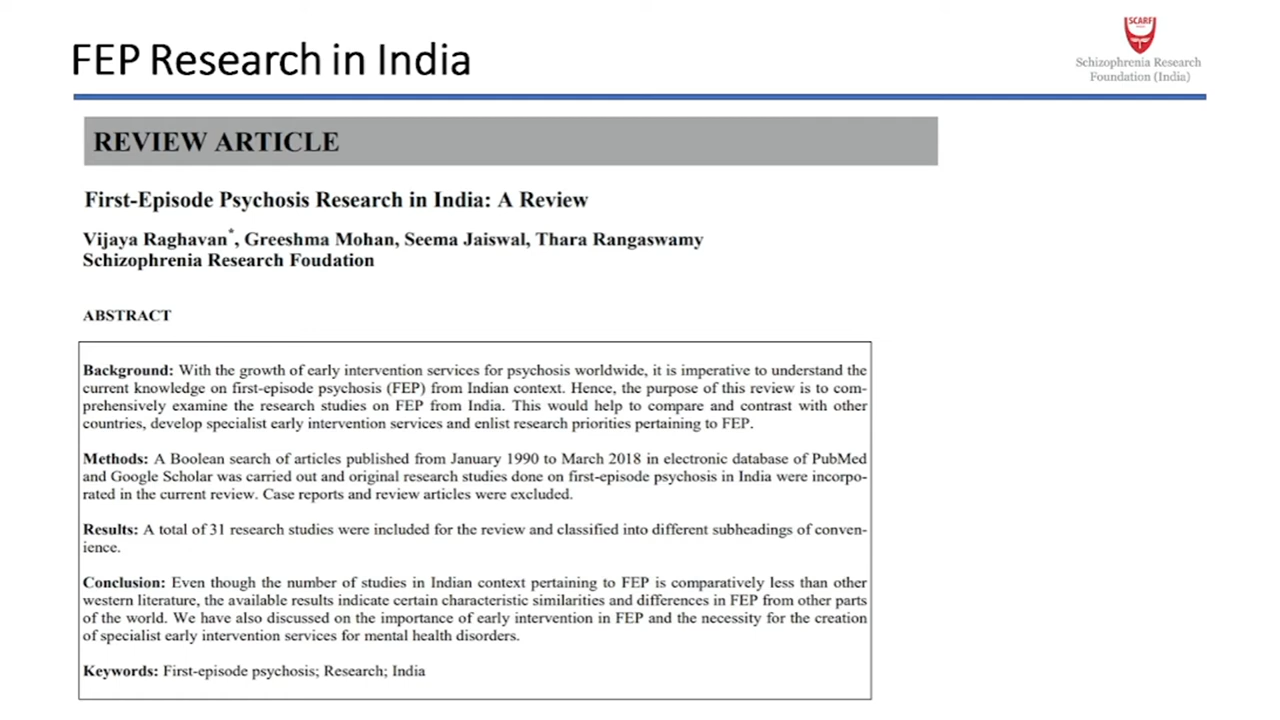 FEP Research in India
SCARF
Schizophrenia Research
Foundation (India)
REVIEW ARTICLE
First-Episode Psychosis Research in India: A Review
Vijaya Raghavan*, Greeshma Mohan, Seema Jaiswal, Thara Rangaswamy
Schizophrenia Research Foudation
ABSTRACT
Background: With the growth of early intervention services for psychosis worldwide, it is imperative to understand the
current knowledge on first-episode psychosis (FEP) from Indian context. Hence, the purpose of this review is to com-
prehensively examine the research studies on FEP from India. This would help to compare and contrast with other
countries, develop specialist early intervention services and enlist research priorities pertaining to FEP.
Methods: A Boolean search of articles published from January 1990 to March 2018 in electronic database of PubMed
and Google Scholar was carried out and original research studies done on first-episode psychosis in India were incorpo-
rated in the current review. Case reports and review articles were excluded.
Results: A total of 31 research studies were included for the review and classified into different subheadings of conven-
ience.
Conclusion: Even though the number of studies in Indian context pertaining to FEP is comparatively less than other
western literature, the available results indicate certain characteristic similarities and differences in FEP from other parts
of the world. We have also discussed on the importance of early intervention in FEP and the necessity for the creation
of specialist early intervention services for mental health disorders.
Keywords: First-episode psychosis; Research; India